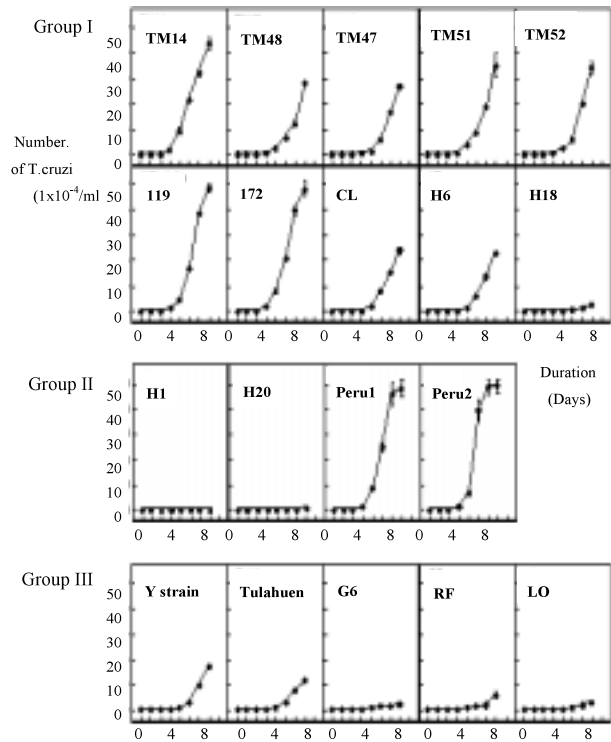 Group I
TM14 TM48 TM47 TM51 TM52
50
40
30
20
10
0
Number.
of T.cruzi
(1x10-4/ml
119 172 CL H6 H18
50
40
30
20
10
0
0 4 8 0 4 8 0 4 8 0 4 8 0 4 8
Group II
H1 H20 Peru1 Peru2
Duration
(Days)
50
40
30
20
10
0
0 4 8 0 4 8 0 4 8 0 4 8
Group III
Y strain Tulahuen G6 RF LO
50
40
30
20
10
0
0 4 8 0 4 8 0 4 8 0 4 8 0 4 8